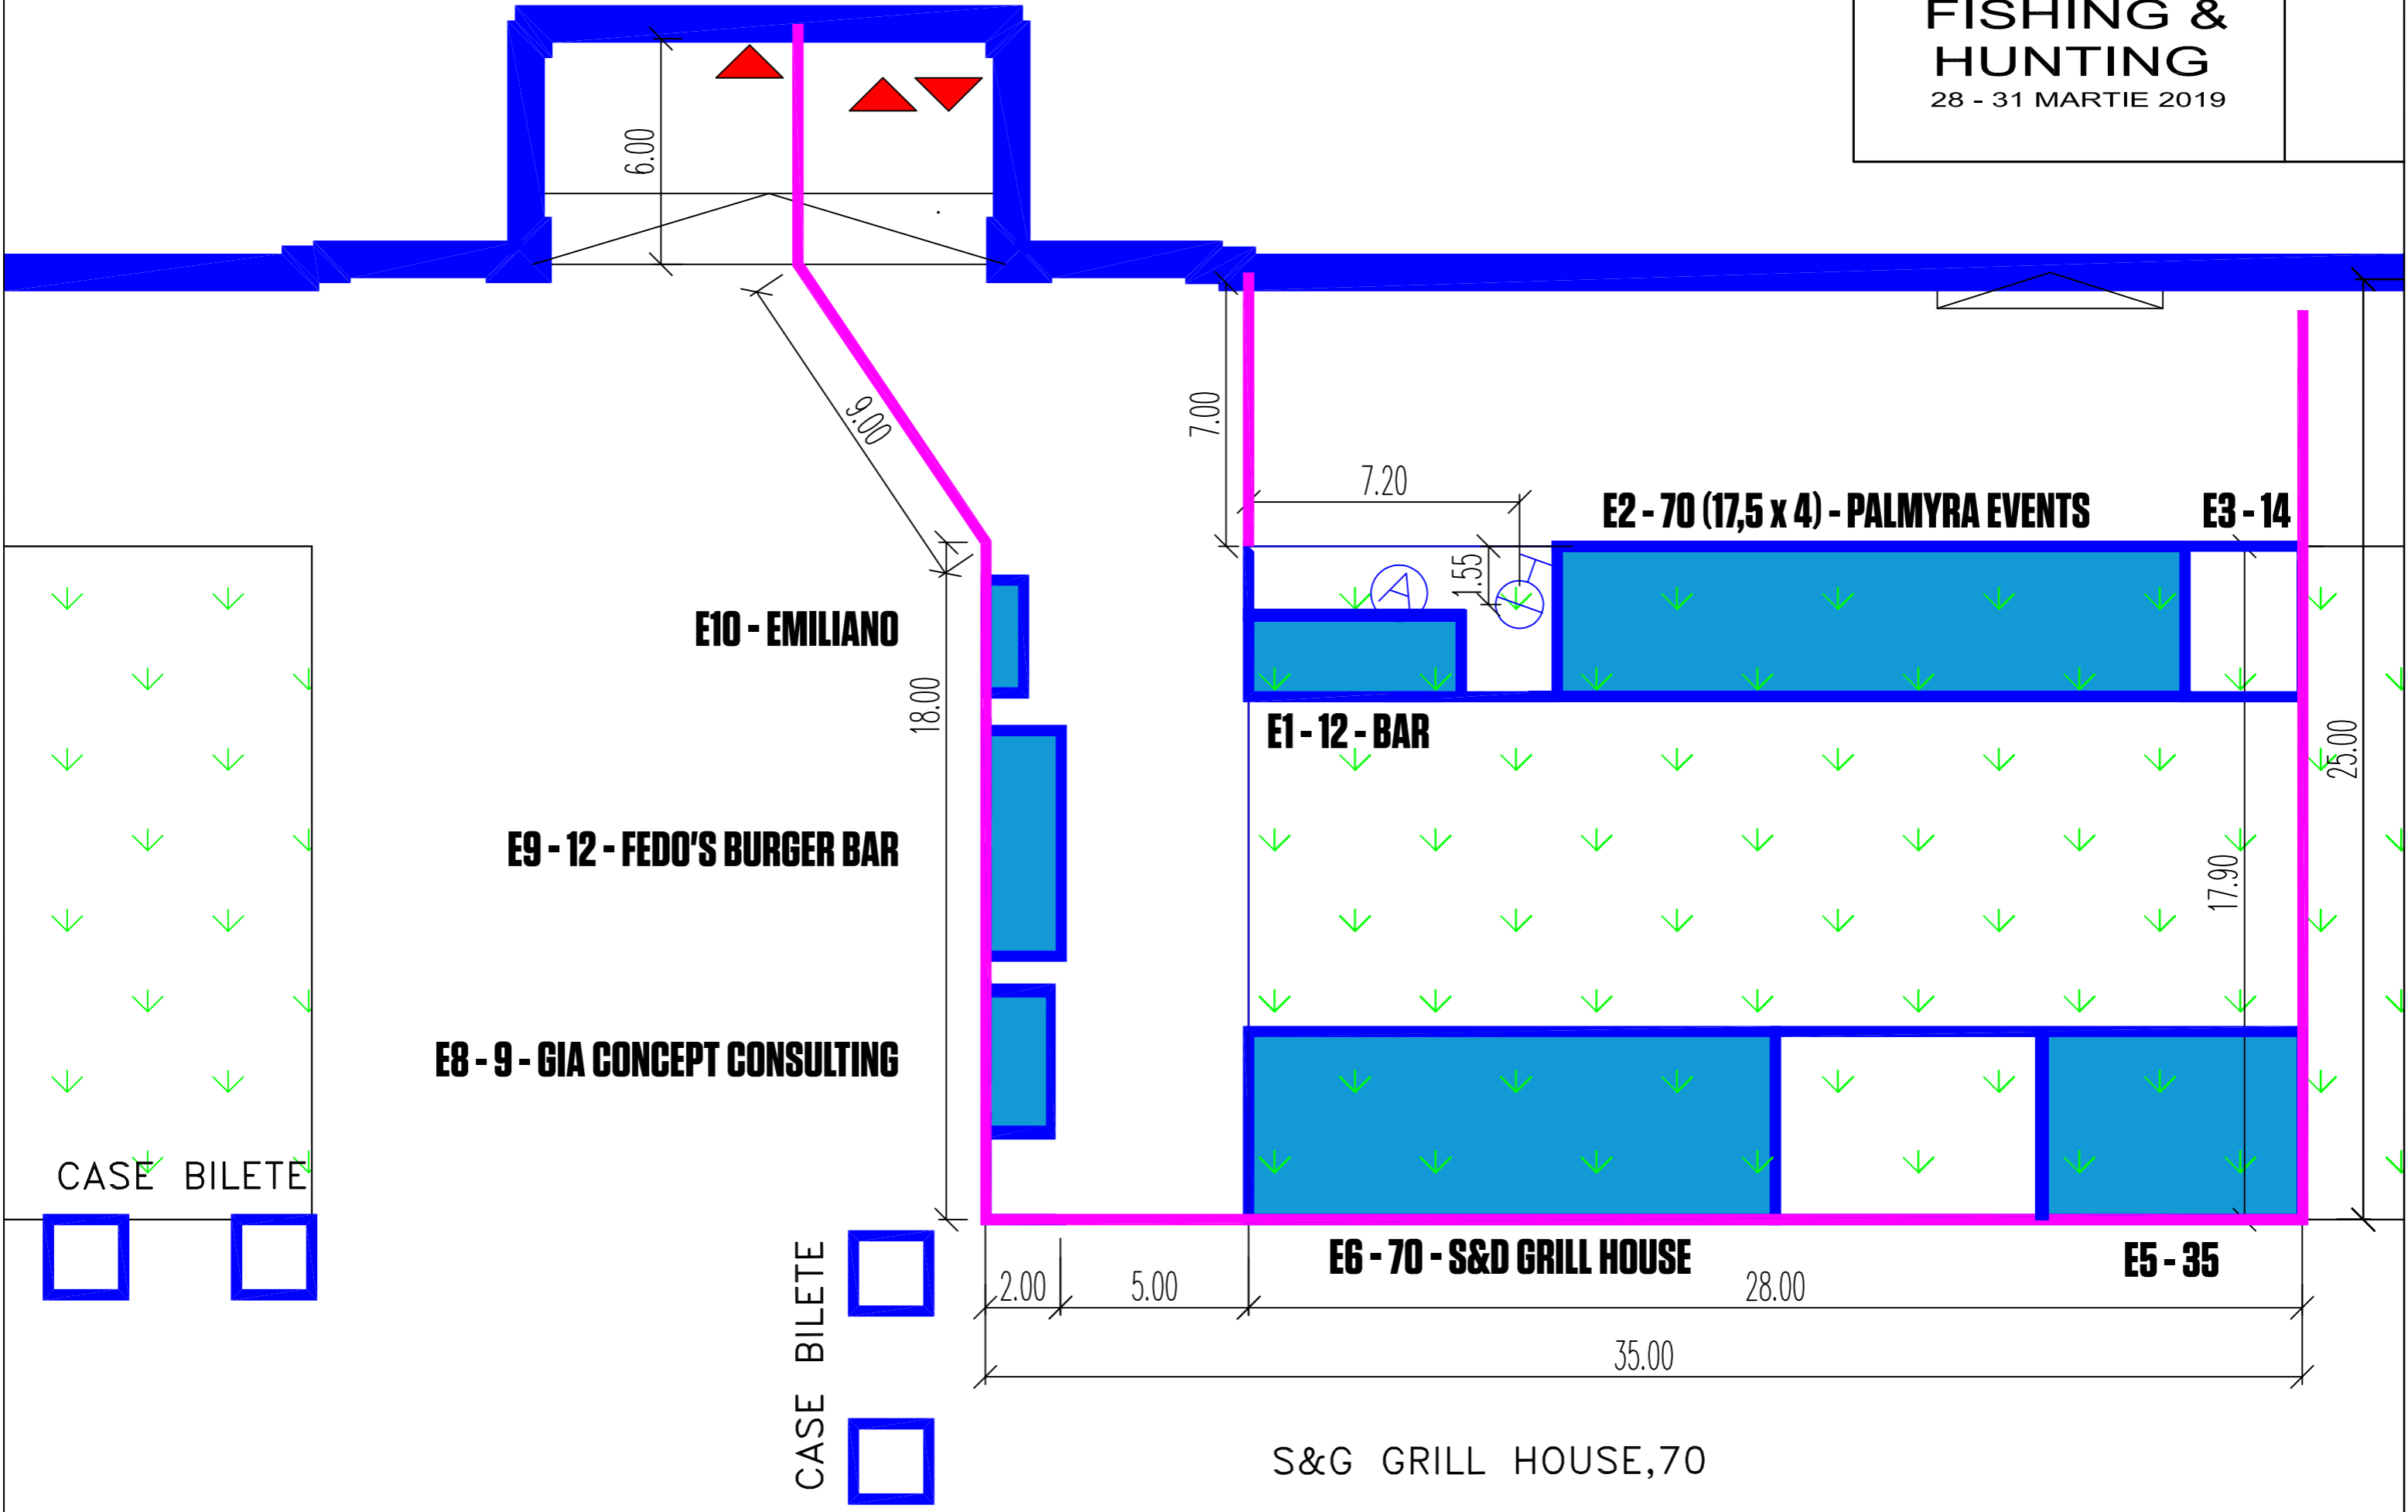 FISHING &
HUNTING
28 - 31 MARTIE 2019
6.00
9.00
7.00
7.20
E2 - 70 (17,5 x 4) - PALMYRA EVENTS
E3 - 14
1.55
A
E10 - EMILIANO
18.00
E1 - 12 - BAR
25.00
E9 - 12 - FEDO'S BURGER BAR
17.90
E8 - 9 - GIA CONCEPT CONSULTING
CASE BILETE
E6 - 70 - S&D GRILL HOUSE
E5 - 35
2.00
5.00
28.00
CASE BILETE
35.00
S&G GRILL HOUSE,70